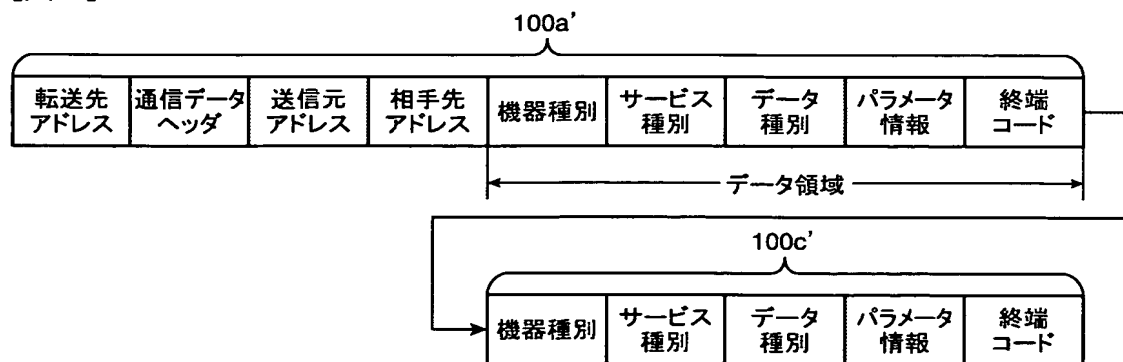 100a'
転送先 通信データ 送信元 相手先 機器種別 サービス データ パラメータ 終端
アドレス ヘッダ アドレス アドレス 種別 種別 情報 コード
データ領域
100c'
機器種別 サービス データ パラメータ 終端
種別 種別 情報 コード